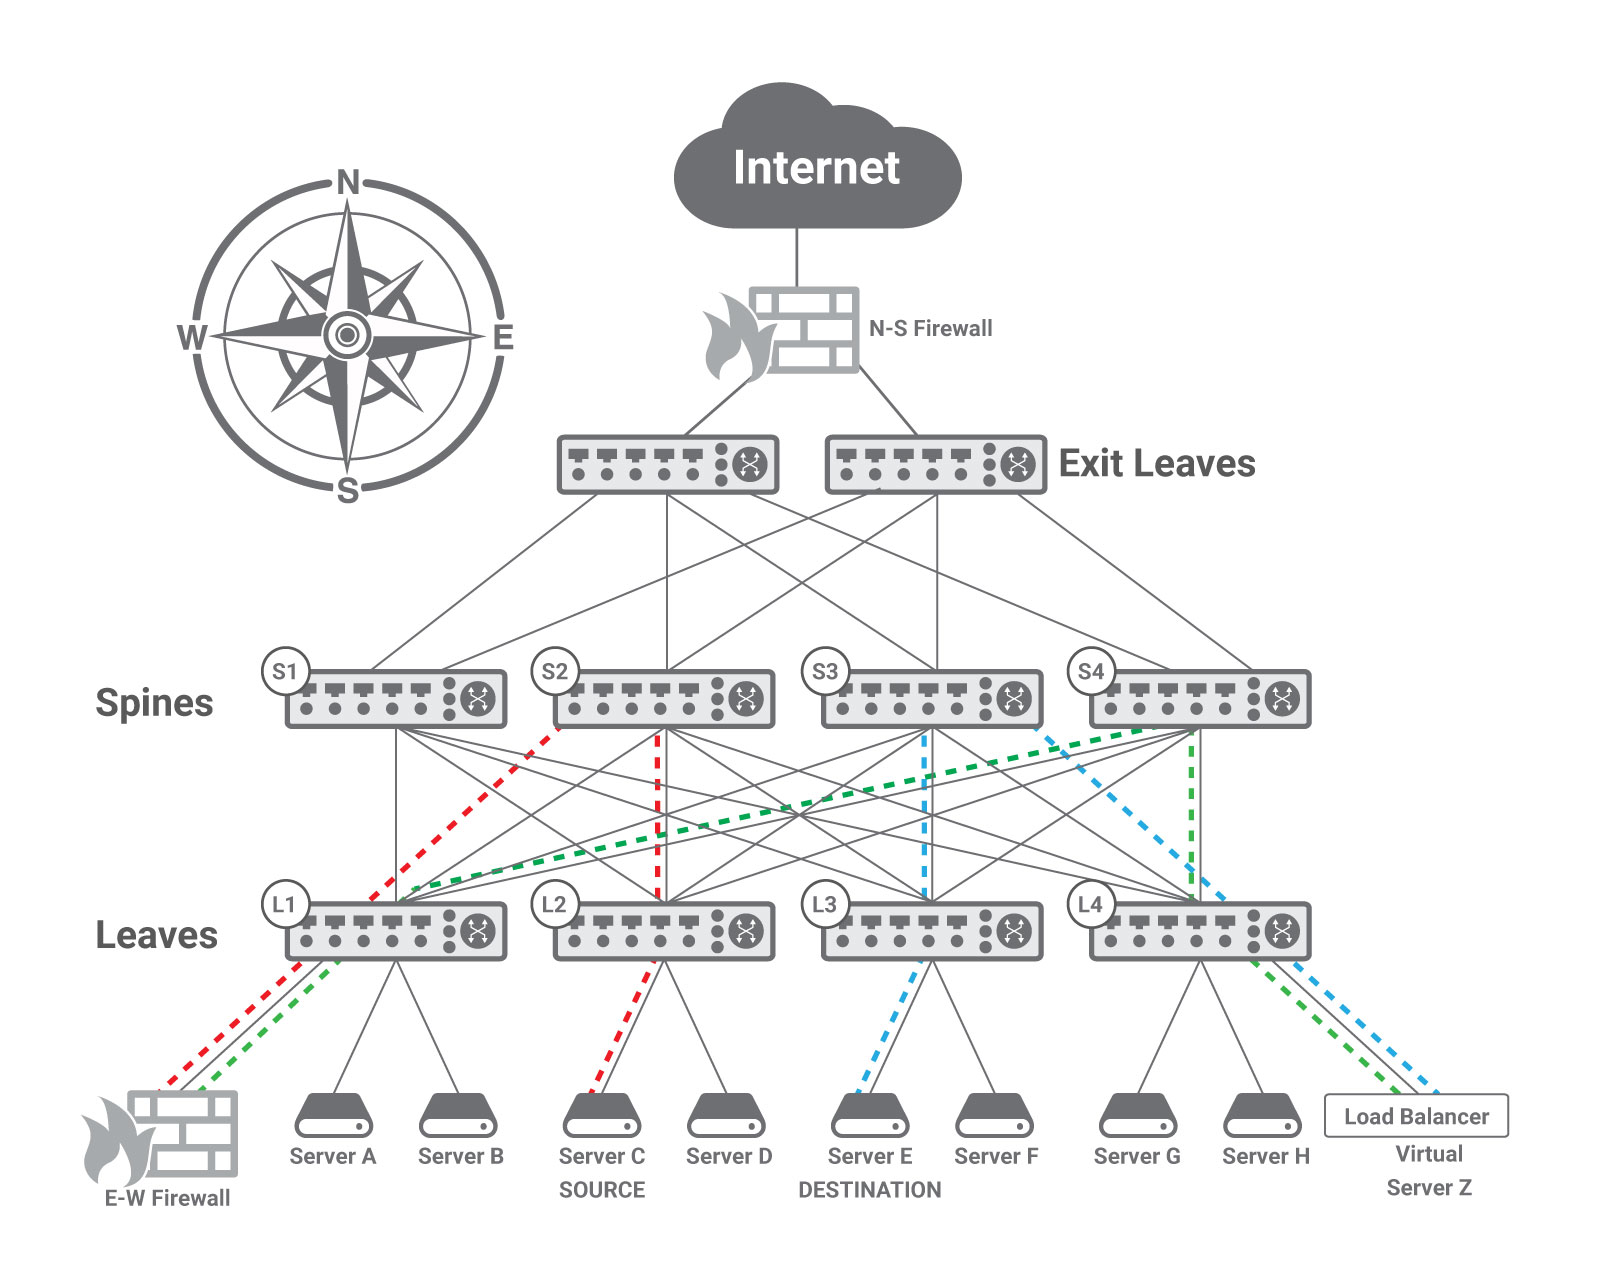 Internet
N
W
E
S
N-S Firewall
Exit Leaves
S1
S2
S3
S4
Spines
L1
L2
L3
L4
Leaves
E-W Firewall
Server A
Server B
Server C
SOURCE
Server D
Server E
DESTINATION
Server F
Server G
Server H
Load Balancer
Virtual
Server Z